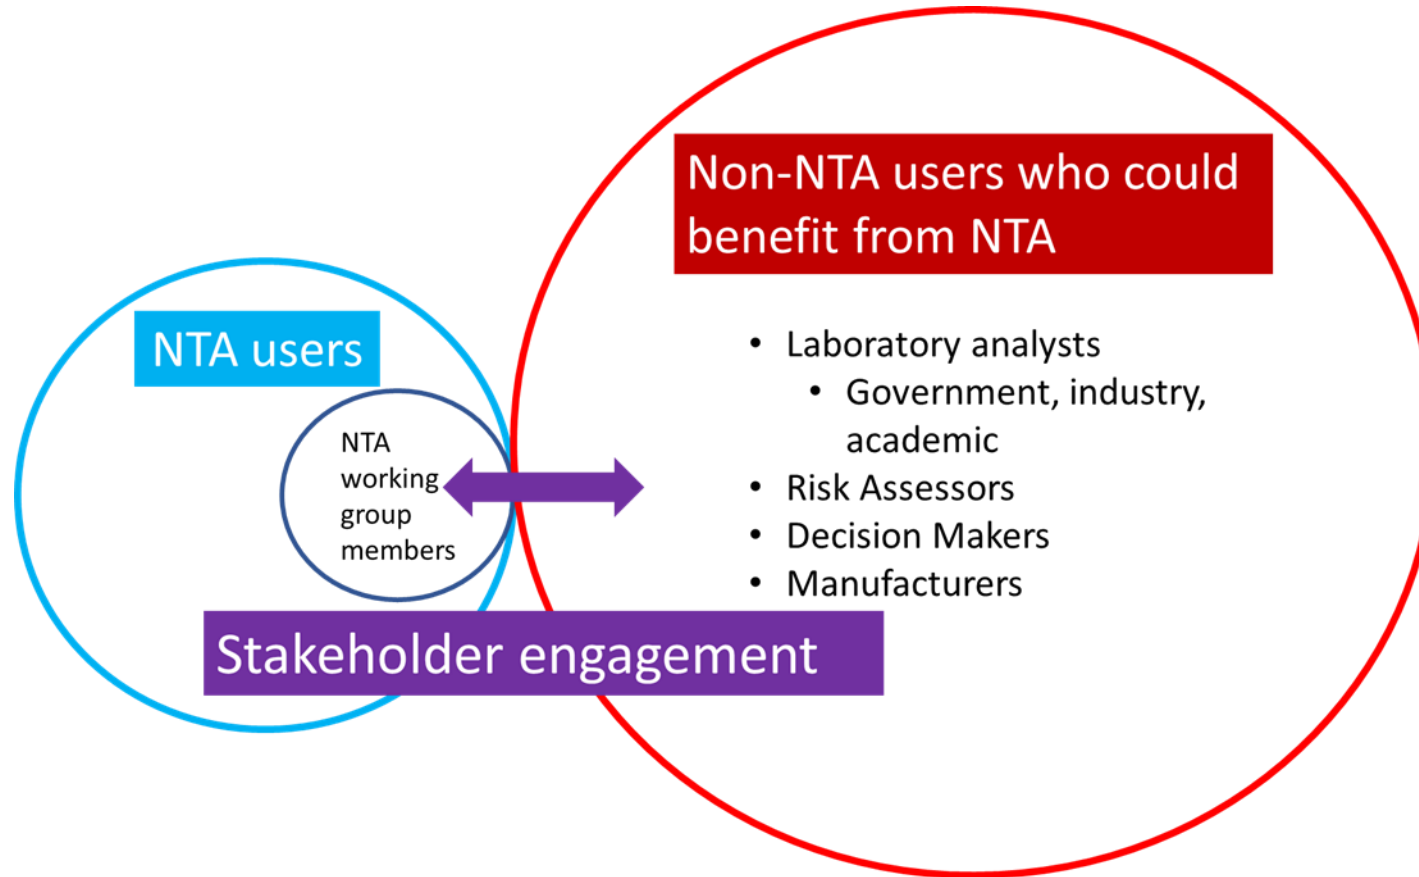 Non-NTA users who could
benefit from NTA
NTA users
NTA
working
group
members
• Laboratory analysts
• Government, industry,
academic
• Risk Assessors
• Decision Makers
• Manufacturers
Stakeholder engagement